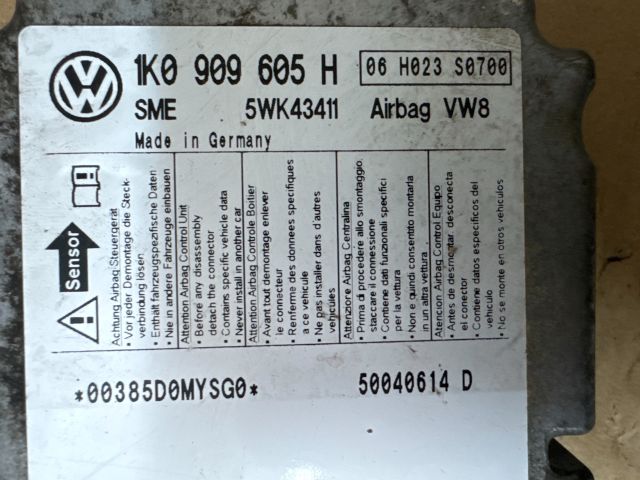 1K0 909 605 H
06 H023 S0700
SME 5WK43411 Airbag VW8
Made in Germany
Sensor
Achtung Airbag-Steuergerät
• Vor jeder Demontage die Steck-
verbindung lösen
• Enthält fahrzeugspezifische Daten
• Nie in andere Fahrzeuge einbauen
Attention Airbag Control Unit
• Before any disassembly
detach the connector
• Contains specific vehicle data
• Never install in another car
Attention Airbag Controle Boitier
• Avant tout démontage enlever
le connecteur
• Renferme des données spécifiques
a ce véhicule
• Ne pas installer dans d'autres
véhicules
Attenzione Airbag Centralina
• Prima di procedere allo smontaggio
staccare il connessione
• Contiene dati funzionali specifici
per la vettura
• Non e quindi consentito montarla
in un altra vettura
Atencion Airbag Control Equipo
• Antes de desmontar desconecta
el conector
• Contiene datos especificos del
vehiculo
• No se monte en otros vehiculos
*00385D0MYSG0* 50040614 D